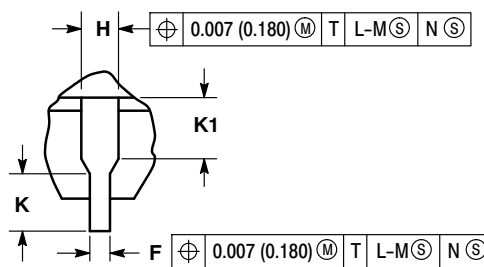 H ⌖ 0.007 (0.180) Ⓜ T L–M Ⓢ N Ⓢ
K1
K
F ⌖ 0.007 (0.180) Ⓜ T L–M Ⓢ N Ⓢ